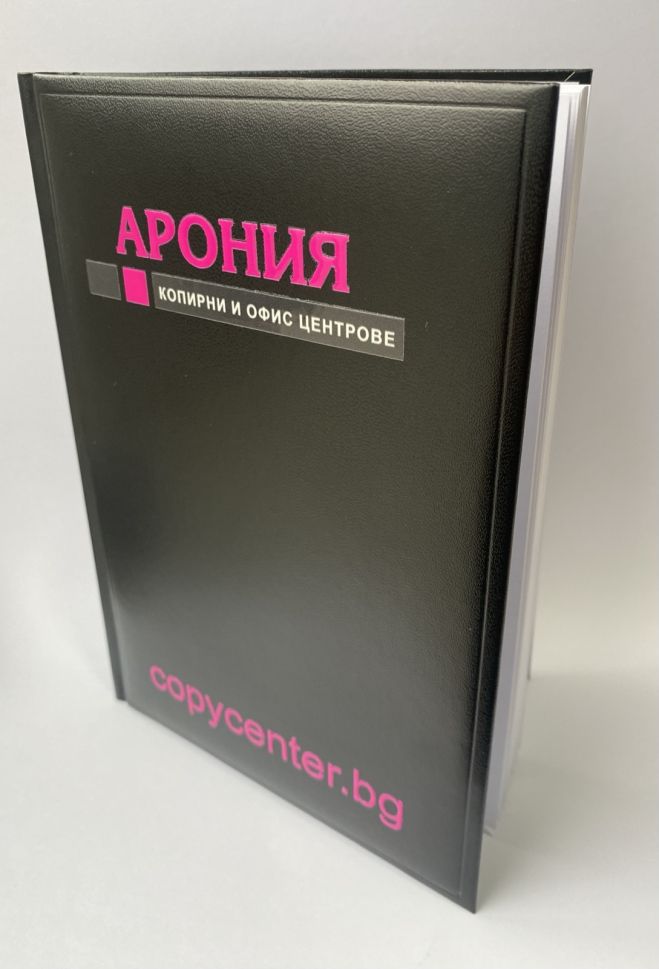 АРОНИЯ
КОПИРНИ И ОФИС ЦЕНТРОВЕ
copycenter.bg